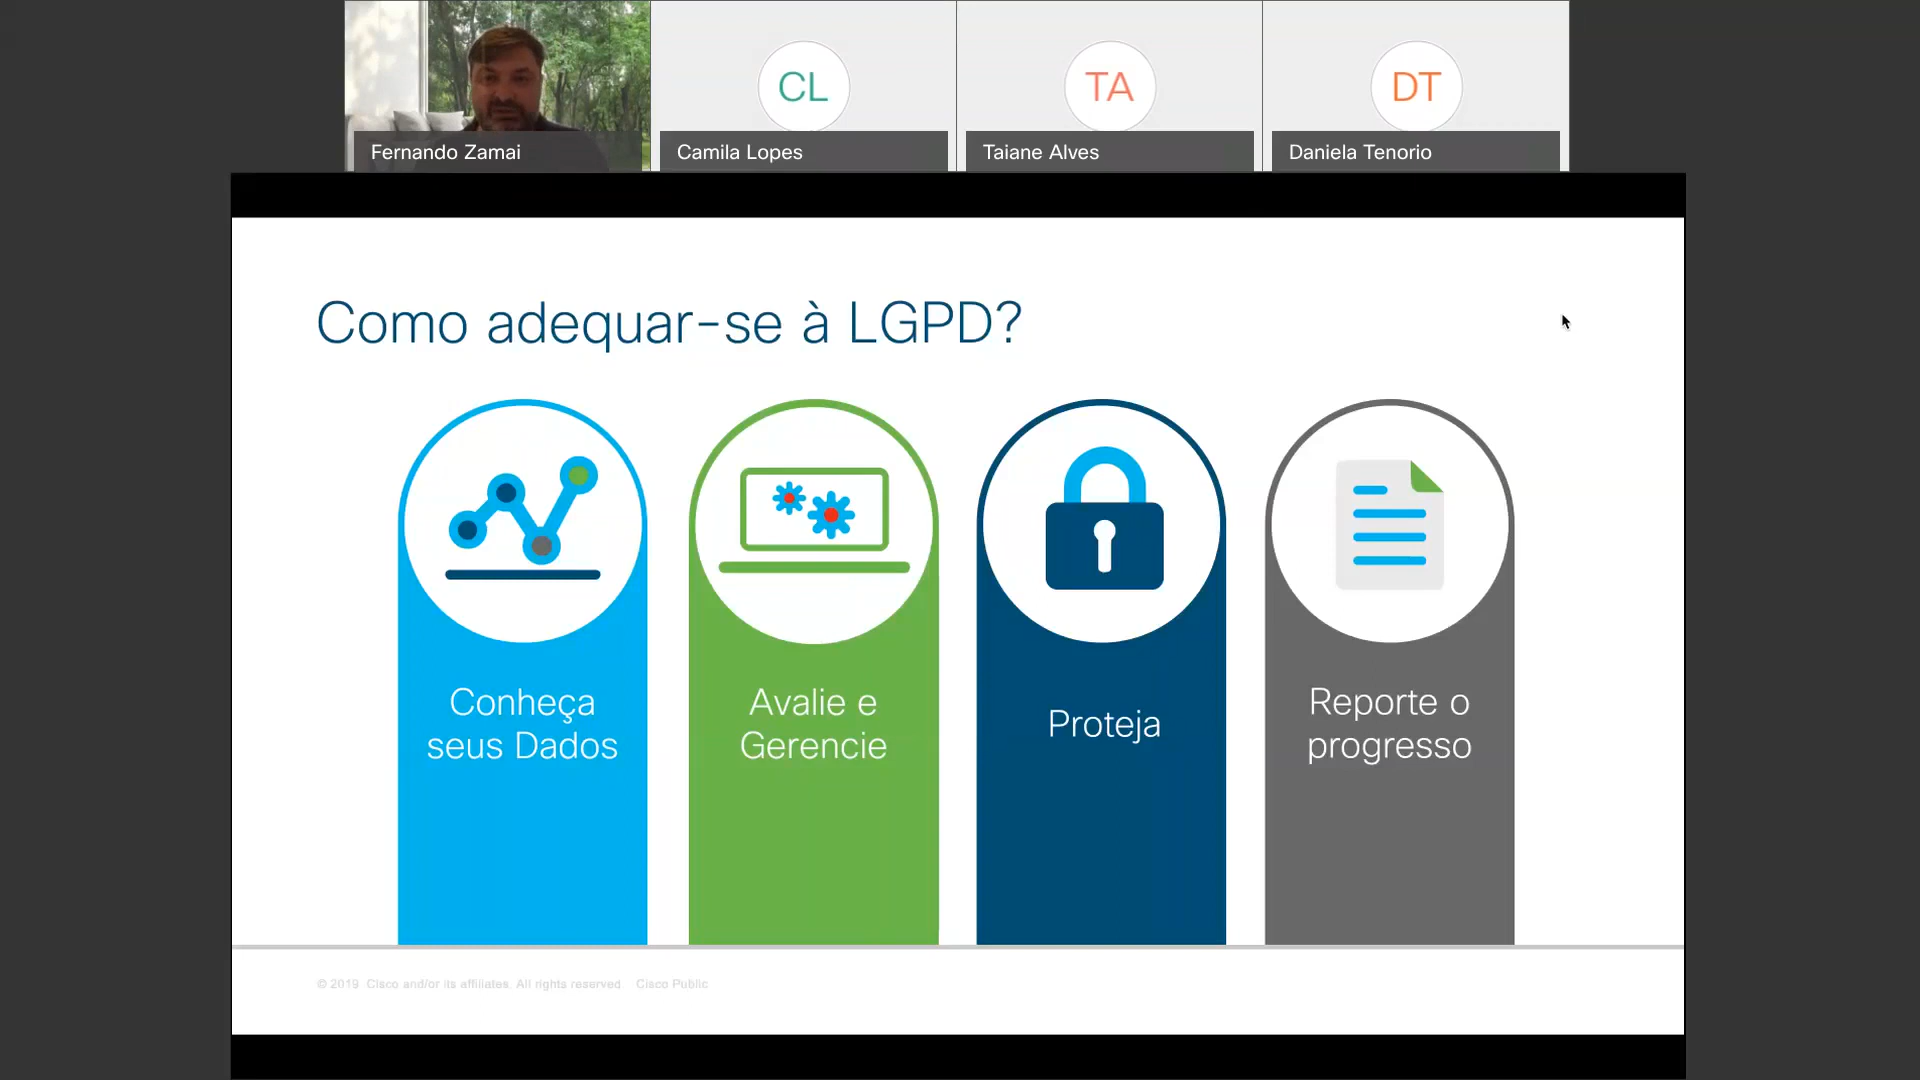 CL
TA
DT
Fernando Zamai
Camila Lopes
Taiane Alves
Daniela Tenorio
Como adequar-se à LGPD?
Conheça
seus Dados
Avalie e
Gerencie
Proteja
Reporte o
progresso
© 2019 Cisco and/or its affiliates. All rights reserved. Cisco Public